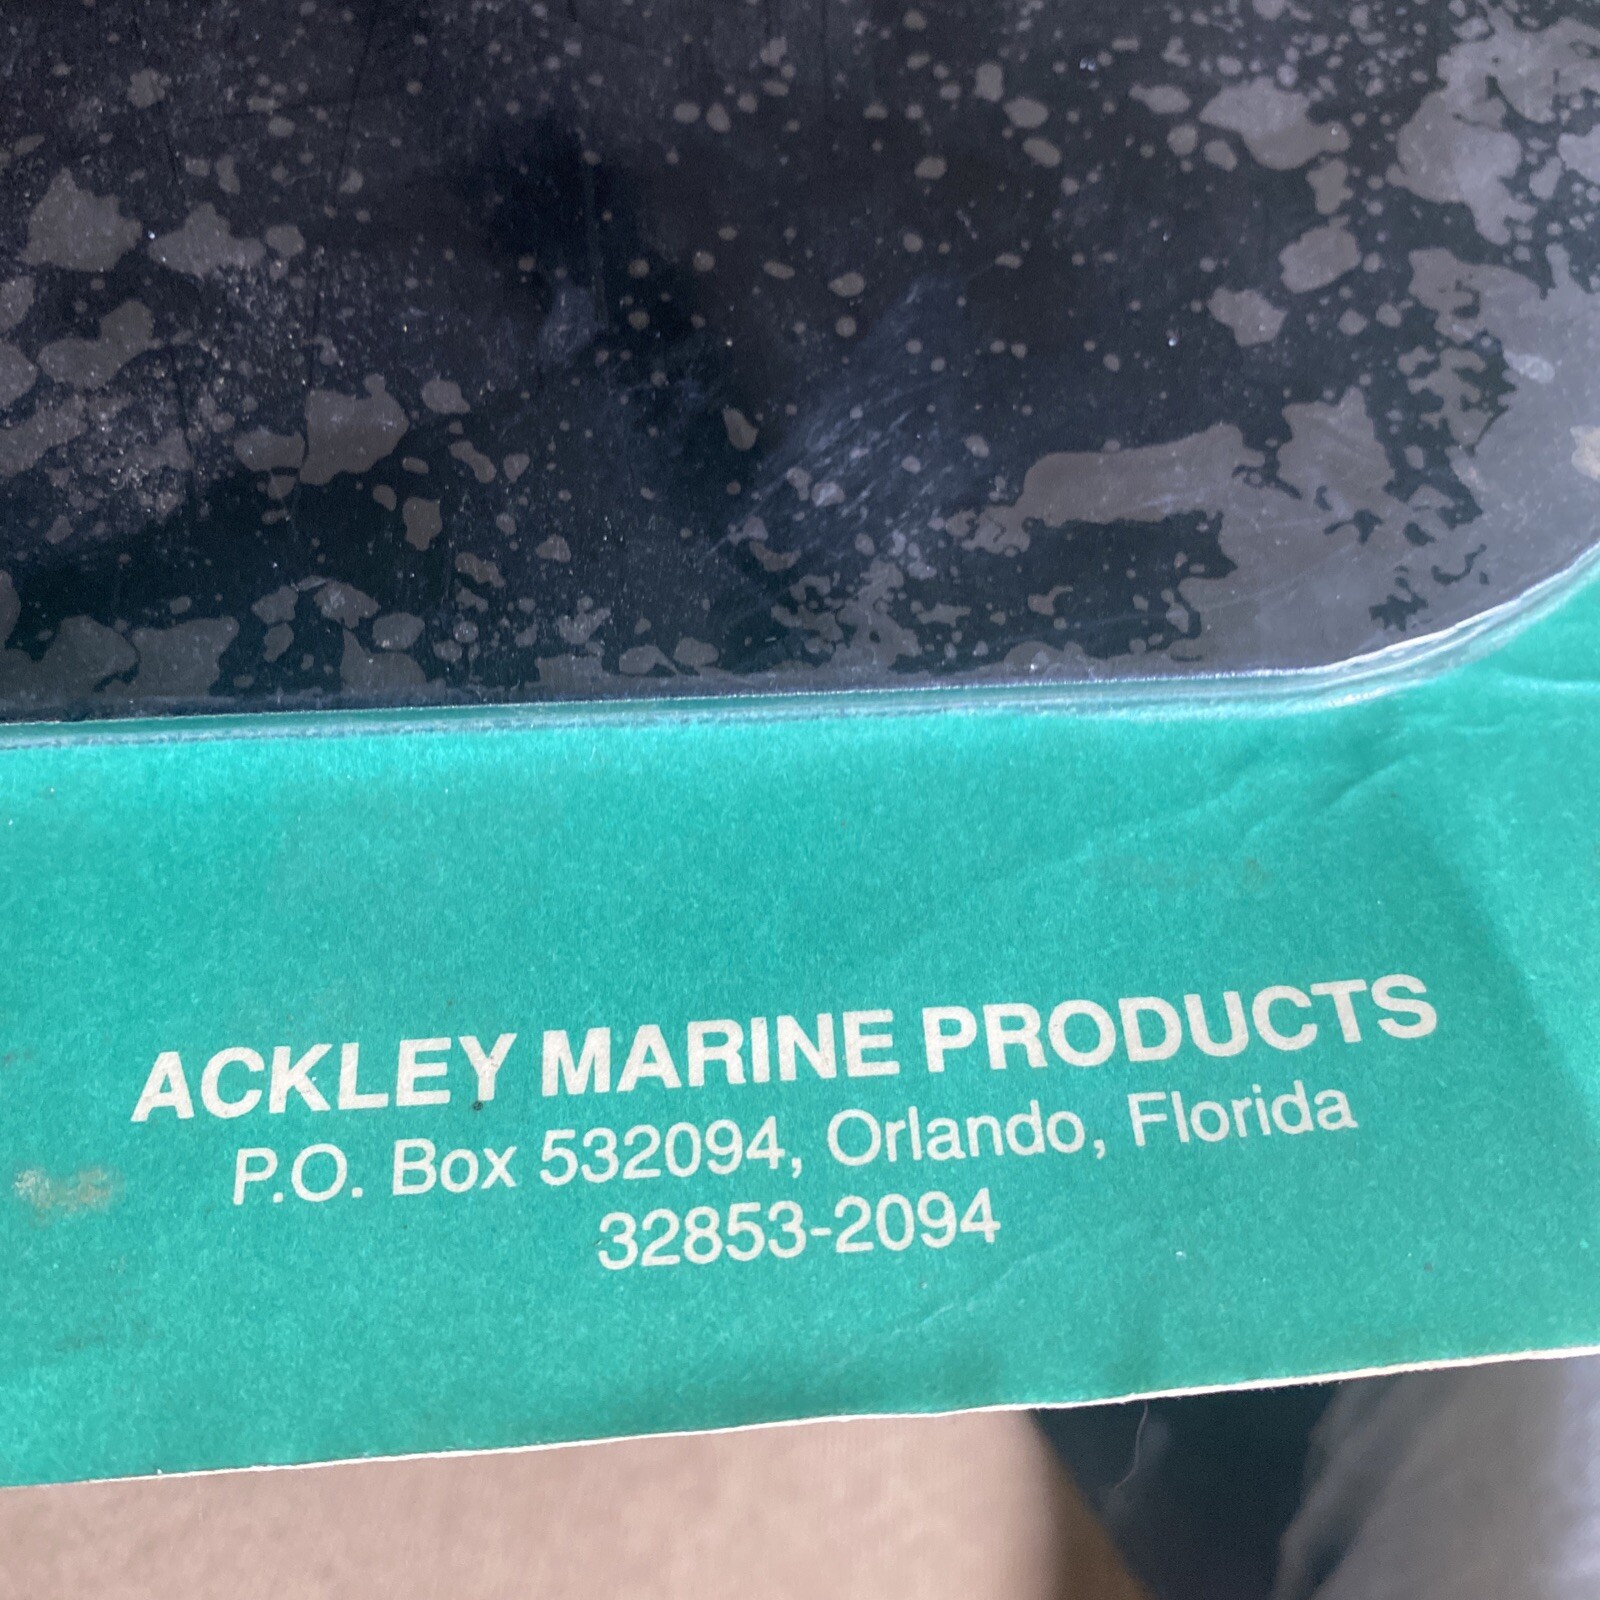 ACKLEY MARINE PRODUCTS
P.O. Box 532094, Orlando, Florida
32853-2094